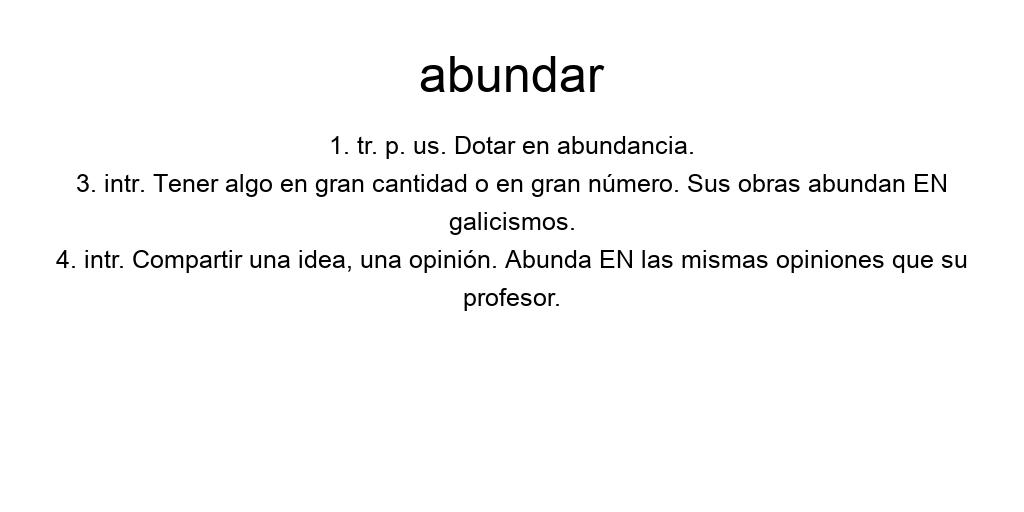 abundar
1. tr. p. us. Dotar en abundancia.
3. intr. Tener algo en gran cantidad o en gran número. Sus obras abundan EN
galicismos.
4. intr. Compartir una idea, una opinión. Abunda EN las mismas opiniones que su
profesor.